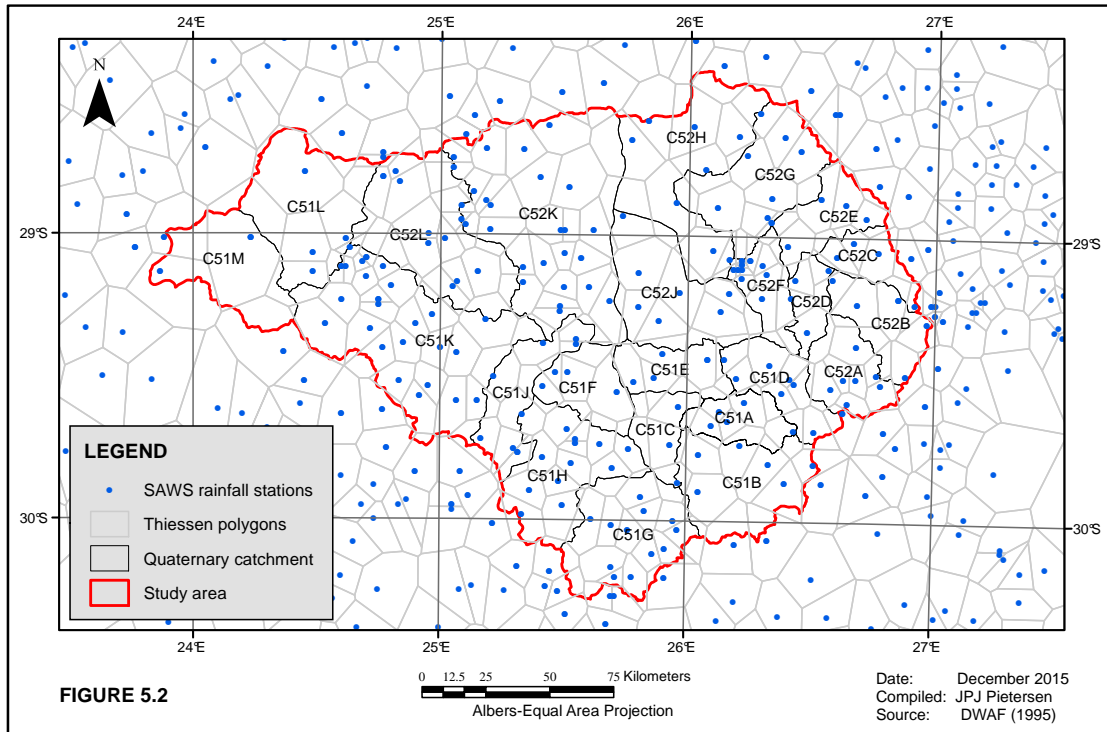 24°E 25°E 26°E 27°E
N
C52H
C52G
C51L
C52K
C52E
C52L
29°S 29°S
C52C
C51M
C52F
C52J
C52D
C52B
C51K
C51E
C52A
C51D
C51F
C51J
C51A
C51C
LEGEND
SAWS rainfall stations
Thiessen polygons
Quaternary catchment
Study area
C51H
C51B
30°S 30°S
C51G
24°E 25°E 26°E 27°E
FIGURE 5.2
0 12.5 25 50 75 Kilometers
Albers-Equal Area Projection
Date: December 2015
Compiled: JPJ Pietersen
Source: DWAF (1995)